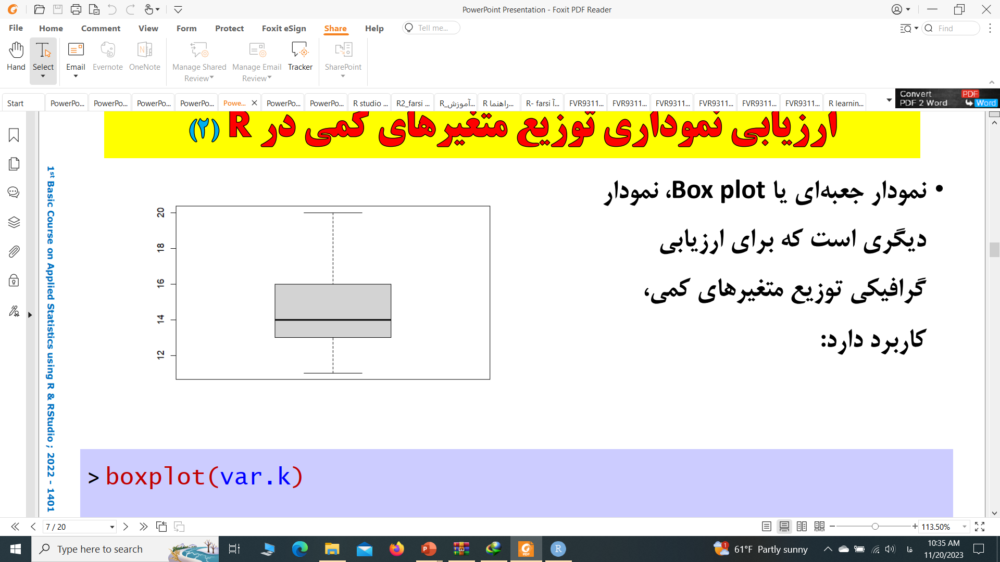 PowerPoint Presentation - Foxit PDF Reader
File Home Comment View Form Protect Foxit eSign Share Help Tell me... Find
Hand Select Email Evernote OneNote Manage Shared Review Manage Email Review Tracker SharePoint
Start PowerPo... PowerPo... PowerPo... PowerPo... Powe... PowerPo... PowerPo... R studio ... R2_farsi ... R_آموزش... R راهنما... R- farsi آ... FVR9311... FVR9311... FVR9311... FVR9311... FVR9311... FVR9311... R learnin...
Convert PDF
PDF 2 Word Word
ارزیابی نموداری توزیع متغیرهای کمی در R (۲)
1st Basic Course on Applied Statistics using R & RStudio ; 2022 - 1401
• نمودار جعبه‌ای یا Box plot، نمودار
دیگری است که برای ارزیابی
گرافیکی توزیع متغیرهای کمی،
کاربرد دارد:
20
18
16
14
12
> boxplot(var.k)
7 / 20
113.50%
Type here to search
1
61°F Partly sunny
فا
10:35 AM
11/20/2023